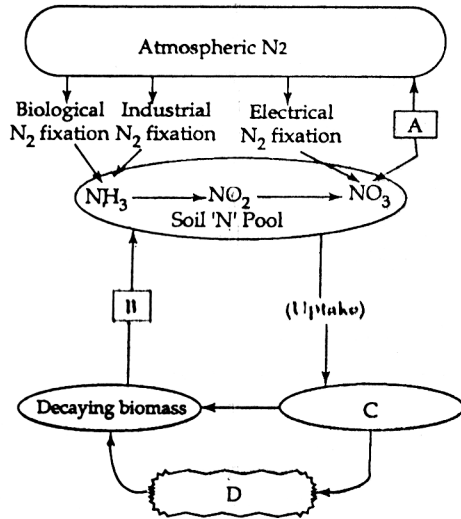 Atmospheric N2
Biological Industrial Electrical
N2 fixation N2 fixation N2 fixation
A
NH3 NO2 NO3
Soil 'N' Pool
(Uptake)
Decaying biomass
C
D